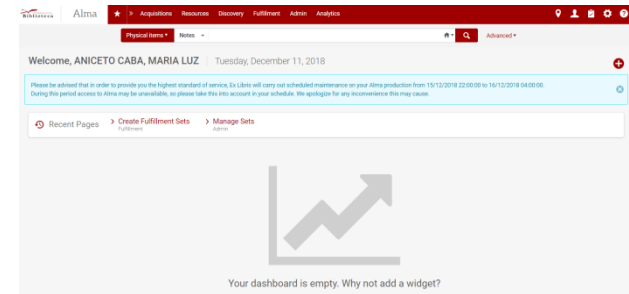 Biblioteca Alma ★ » Acquisitions Resources Discovery Fulfillment Admin Analytics
Physical items Notes Advanced
Welcome, ANICETO CABA, MARIA LUZ | Tuesday, December 11, 2018
Please be advised that in order to provide you the highest standard of service, Ex Libris will carry out scheduled maintenance on your Alma production from 15/12/2018 22:00:00 to 16/12/2018 04:00:00.
During this period access to Alma may be unavailable, so please take this into account in your schedule. We apologize for any inconvenience this may cause.
Recent Pages > Create Fulfillment Sets > Manage Sets
Fulfillment Admin
Your dashboard is empty. Why not add a widget?